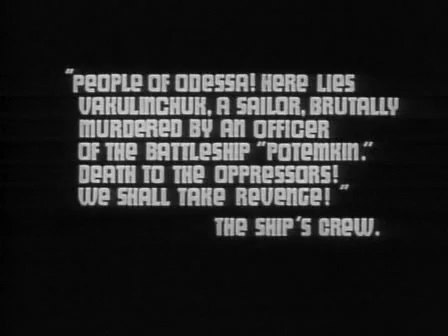 "People of Odessa! Here lies
Vakulinchuk, a sailor, brutally
murdered by an officer
of the battleship "Potemkin."
Death to the oppressors!
We shall take revenge!"
The ship's crew.